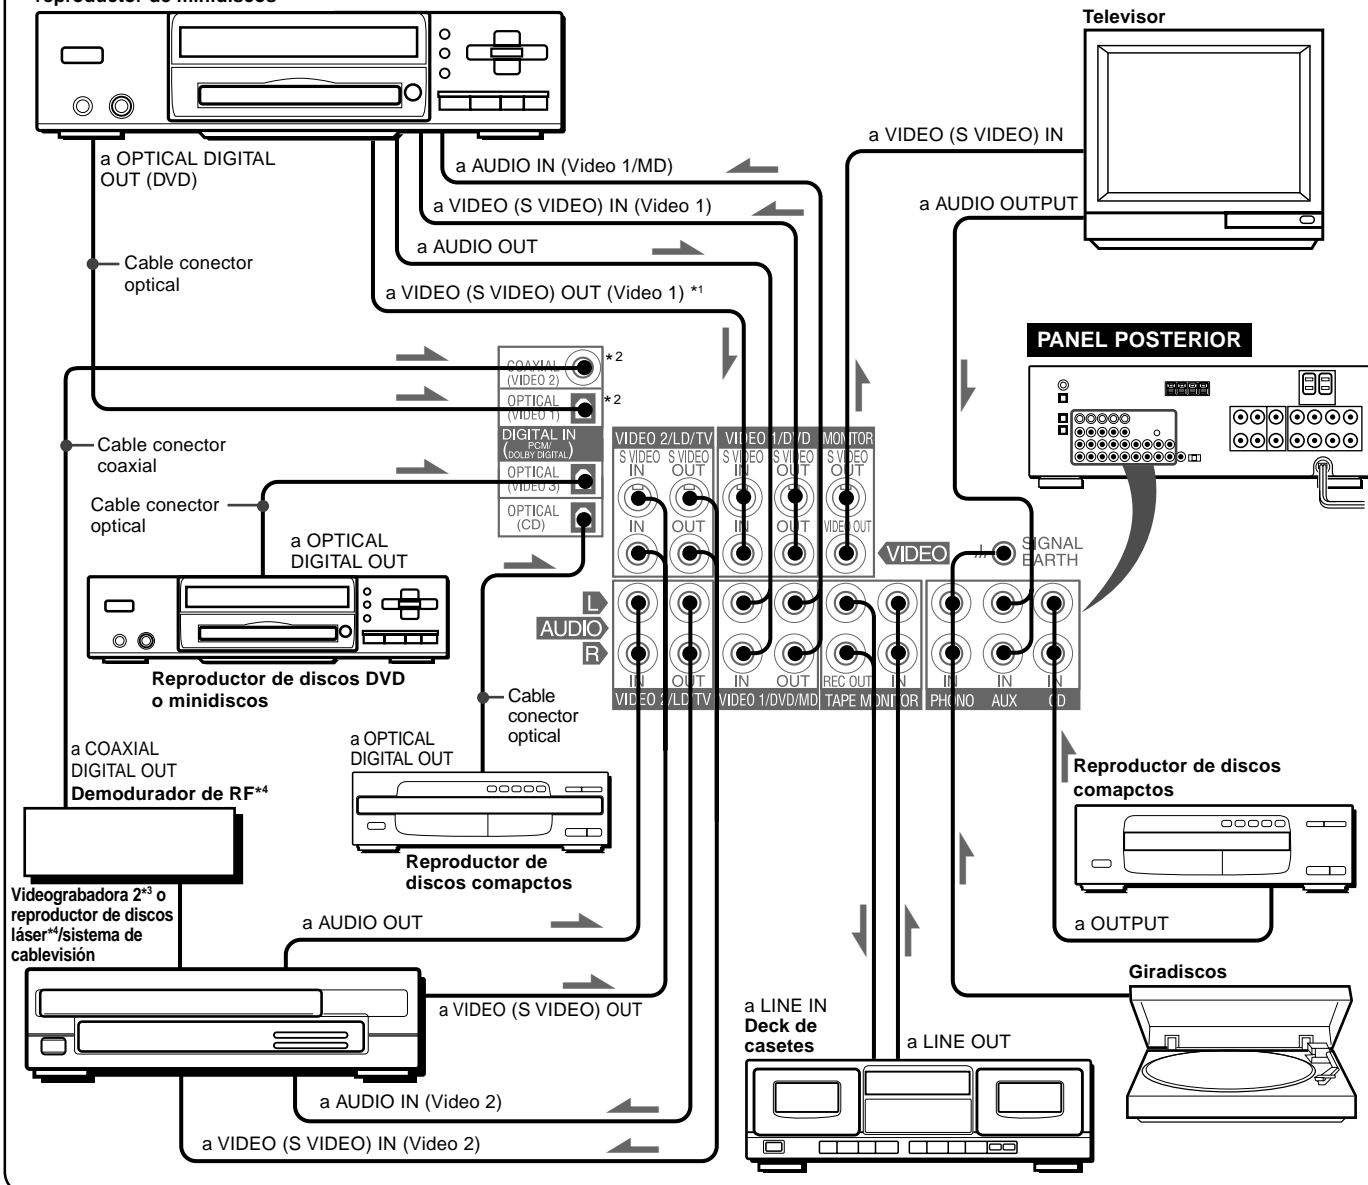 reproductor de minidiscos
Televisor
a OPTICAL DIGITAL
OUT (DVD)
a AUDIO IN (Video 1/MD)
a VIDEO (S VIDEO) IN (Video 1)
a AUDIO OUT
a VIDEO (S VIDEO) OUT (Video 1) *1
a VIDEO (S VIDEO) IN
a AUDIO OUTPUT
Cable conector
optical
PANEL POSTERIOR
COAXIAL
(VIDEO 2)
*2
OPTICAL
(VIDEO 1)
*2
DIGITAL IN
(PCM/
DOLBY DIGITAL)
OPTICAL
(VIDEO 3)
OPTICAL
(CD)
Cable conector
coaxial
Cable conector
optical
VIDEO 2/LD/TV VIDEO 1/DVD MONITOR
S VIDEO S VIDEO S VIDEO S VIDEO S VIDEO
IN OUT IN OUT OUT
IN OUT IN OUT VIDEO OUT
VIDEO
SIGNAL
EARTH
L
AUDIO
R
IN OUT IN OUT REC OUT IN IN IN IN
VIDEO 2/LD/TV VIDEO 1/DVD/MD TAPE MONITOR PHONO AUX CD
a OPTICAL
DIGITAL OUT
Reproductor de discos DVD
o minidiscos
Cable
conector
optical
a COAXIAL
DIGITAL OUT
Demodurador de RF*4
a OPTICAL
DIGITAL OUT
Reproductor de
discos comapctos
Reproductor de discos
comapctos
a OUTPUT
Videograbadora 2*3 o
reproductor de discos
láser*4/sistema de
cablevisión
a AUDIO OUT
a VIDEO (S VIDEO) OUT
a AUDIO IN (Video 2)
a VIDEO (S VIDEO) IN (Video 2)
a LINE IN
Deck de
casetes
a LINE OUT
Giradiscos